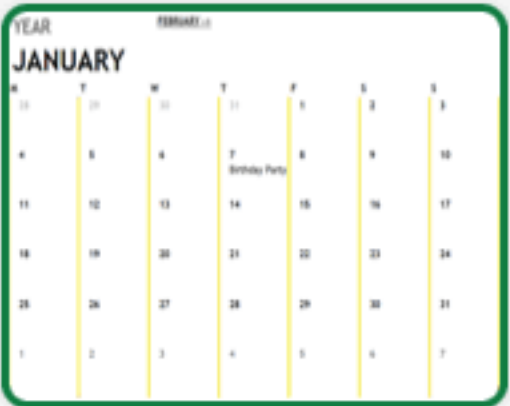 YEAR FEBRUARY
JANUARY
M T W T F S S
28 29 30 31 1 2 3
4 5 6 7 8 9 10
Birthday Party
11 12 13 14 15 16 17
18 19 20 21 22 23 24
25 26 27 28 29 30 31
1 2 3 4 5 6 7